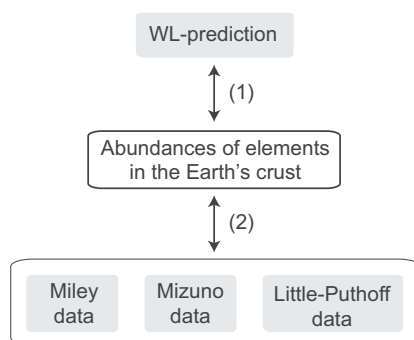 WL-prediction
(1)
Abundances of elements
in the Earth's crust
(2)
Miley
data
Mizuno
data
Little-Puthoff
data